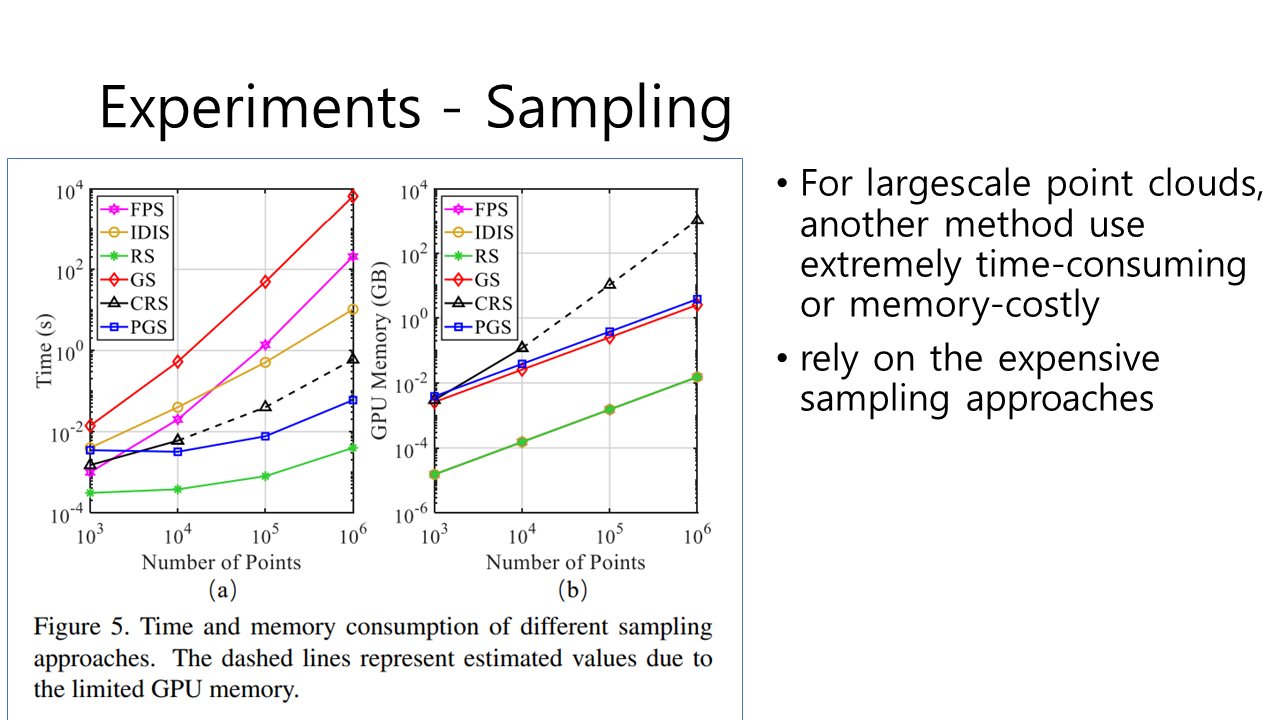 Experiments - Sampling
10^4
10^2
10^0
10^-2
10^-4
Time (s)
FPS
IDIS
RS
GS
CRS
PGS
10^3 10^4 10^5 10^6
Number of Points
(a)
10^4
10^2
10^0
10^-2
10^-4
10^-6
GPU Memory (GB)
FPS
IDIS
RS
GS
CRS
PGS
10^3 10^4 10^5 10^6
Number of Points
(b)
Figure 5. Time and memory consumption of different sampling
approaches. The dashed lines represent estimated values due to
the limited GPU memory.
• For largescale point clouds,
another method use
extremely time-consuming
or memory-costly
• rely on the expensive
sampling approaches